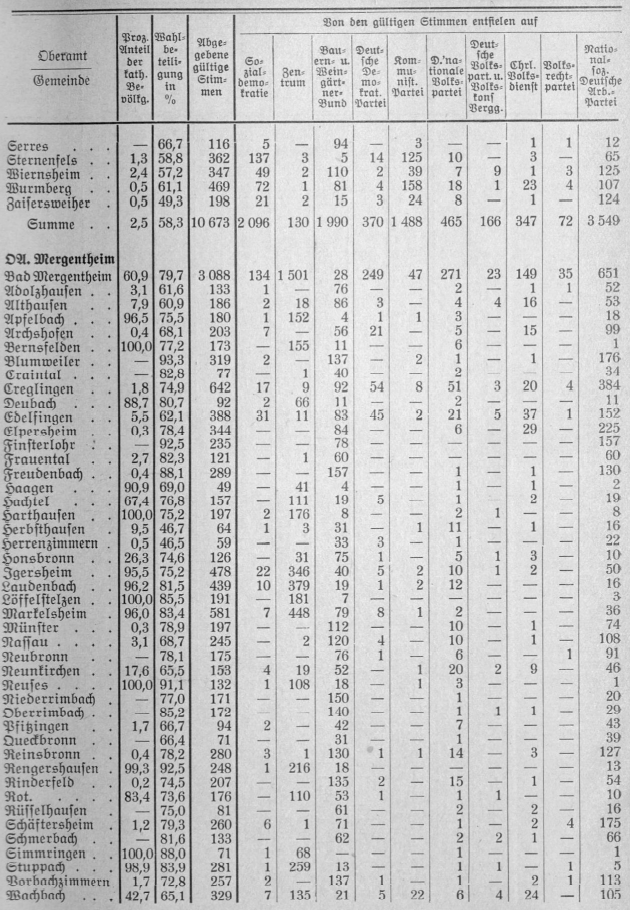 Oberamt
Gemeinde
Proz. Anteil der kath. Bevölkg.
Wahlbeteiligung in %
Abgegebene gültige Stimmen
Von den gültigen Stimmen entfielen auf
Sozialdemokratie
Zentrum
Bauern- u. Weingärtner-Bund
Deutsche Demokrat. Partei
Kommunist. Partei
D.'nationale Volkspartei
Deutsche Volkspart. u. Volkskons Vergg.
Chrl. Volksdienst
Volksrechtpartei
Nationalsoz. Deutsche Arb.-Partei
Serres . . . — 66,7 116 5 — 94 — 3 — — 1 1 12
Sternenfels . . 1,3 58,8 362 137 3 5 14 125 10 — 3 — 65
Wiernsheim . . 2,4 57,2 347 49 2 110 2 39 7 9 1 3 125
Wurmberg . . 0,5 61,1 469 72 1 81 4 158 18 1 23 4 107
Zaisersweiher . 0,5 49,3 198 21 2 15 3 24 8 — 1 — 124
Summe . . 2,5 58,3 10 673 2 096 130 1 990 370 1 488 465 166 347 72 3 549
OA. Mergentheim
Bad Mergentheim 60,9 79,7 3 088 134 1 501 28 249 47 271 23 149 35 651
Adolzhausen . . 3,1 61,6 133 1 — 76 — — 2 — 1 1 52
Althausen . . 7,9 60,9 186 2 18 86 3 — 4 4 16 — 53
Apfelbach . . 96,5 75,5 180 1 152 4 1 1 3 — — — 18
Archshofen . . 0,4 68,1 203 7 — 56 21 — 5 — 15 — 99
Bernsfelden . . 100,0 77,2 173 — 155 11 — — 6 — — — 1
Blumweiler . . — 93,3 319 2 — 137 — 2 1 — 1 — 176
Craintal . . . — 82,8 77 — 1 40 — — 2 — — — 34
Creglingen . . 1,8 74,9 642 17 9 92 54 8 51 3 20 4 384
Deubach . . . 88,7 80,7 92 2 66 11 — — 2 — — — 11
Edelfingen . . 5,5 62,1 388 31 11 83 45 2 21 5 37 1 152
Elpersheim . . 0,3 78,4 344 — — 84 — — 6 — 29 — 225
Finsterlohr . . — 92,5 235 — — 78 — — — — — — 157
Frauental . . 2,7 82,3 121 — 1 60 — — — — — — 60
Freudenbach . . 0,4 88,1 289 — — 157 — — 1 — 1 — 130
Haagen . . . 90,9 69,0 49 — 41 4 — — 1 — 1 — 2
Hachtel . . . 67,4 76,8 157 — 111 19 5 — 1 — 2 — 19
Harthausen . . 100,0 75,2 197 2 176 8 — — 2 1 — — 8
Herbsthausen . 9,5 46,7 64 1 3 31 — 1 11 — 1 — 16
Herrenzimmern . 0,5 46,5 59 — — 33 3 — 1 — — — 22
Honsbronn . . 26,3 74,6 126 — 31 75 1 — 5 1 3 — 10
Igersheim . . 95,5 75,2 478 22 346 40 5 2 10 1 2 — 50
Laudenbach . . 96,2 81,5 439 10 379 19 1 2 12 — — — 16
Löffelstelzen . . 100,0 85,5 191 — 181 7 — — — — — — 3
Markelsheim . . 96,0 83,4 581 7 448 79 8 1 2 — — — 36
Münster . . . 0,3 78,9 197 — — 112 — — 10 — 1 — 74
Nassau . . . 3,1 68,7 245 — 2 120 4 — 10 — 1 — 108
Neubronn . . — 78,1 175 — — 76 1 — 6 — — 1 91
Neunkirchen . . 17,6 65,5 153 4 19 52 — 1 20 2 9 — 46
Neuses . . . 100,0 91,1 132 1 108 18 — 1 3 — — — 1
Niederrimbach . — 77,0 171 — — 150 — — 1 — — — 20
Oberrimbach . . — 85,2 172 — — 140 — — 1 1 1 — 29
Pfitzingen . . 1,7 66,7 94 2 — 42 — — 7 — — — 43
Queckbronn . . — 66,4 71 — — 31 — — 1 — — — 39
Reinsbronn . . 0,4 78,2 280 3 1 130 1 1 14 — 3 — 127
Rengershausen . 99,3 92,5 248 1 216 18 — — — — — — 13
Rinderfeld . . 0,2 74,5 207 — — 135 2 — 15 — 1 — 54
Rot . . . . 83,4 73,6 176 — 110 53 1 — 1 1 — — 10
Rüsselhausen . — 75,0 81 — — 61 — — 2 — 2 — 16
Schäftersheim . 1,2 79,3 260 6 1 71 — — 1 — 2 4 175
Schmerbach . . — 81,6 133 — — 62 — — 2 2 1 — 66
Simmringen . . 100,0 88,0 71 1 68 — — — 1 — — — 1
Stuppach . . . 98,9 83,9 281 1 259 13 — — 1 1 — 1 5
Vorbachzimmern 1,7 72,8 257 2 — 137 1 — 1 — 2 1 113
Wachbach . . 42,7 65,1 329 7 135 21 5 22 6 4 24 — 105